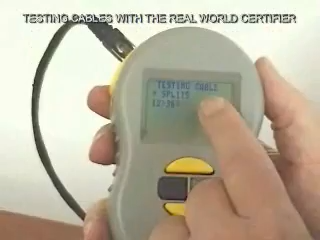 TESTING CABLES WITH THE REAL WORLD CERTIFIER
TESTING CABLE
* SPLITS